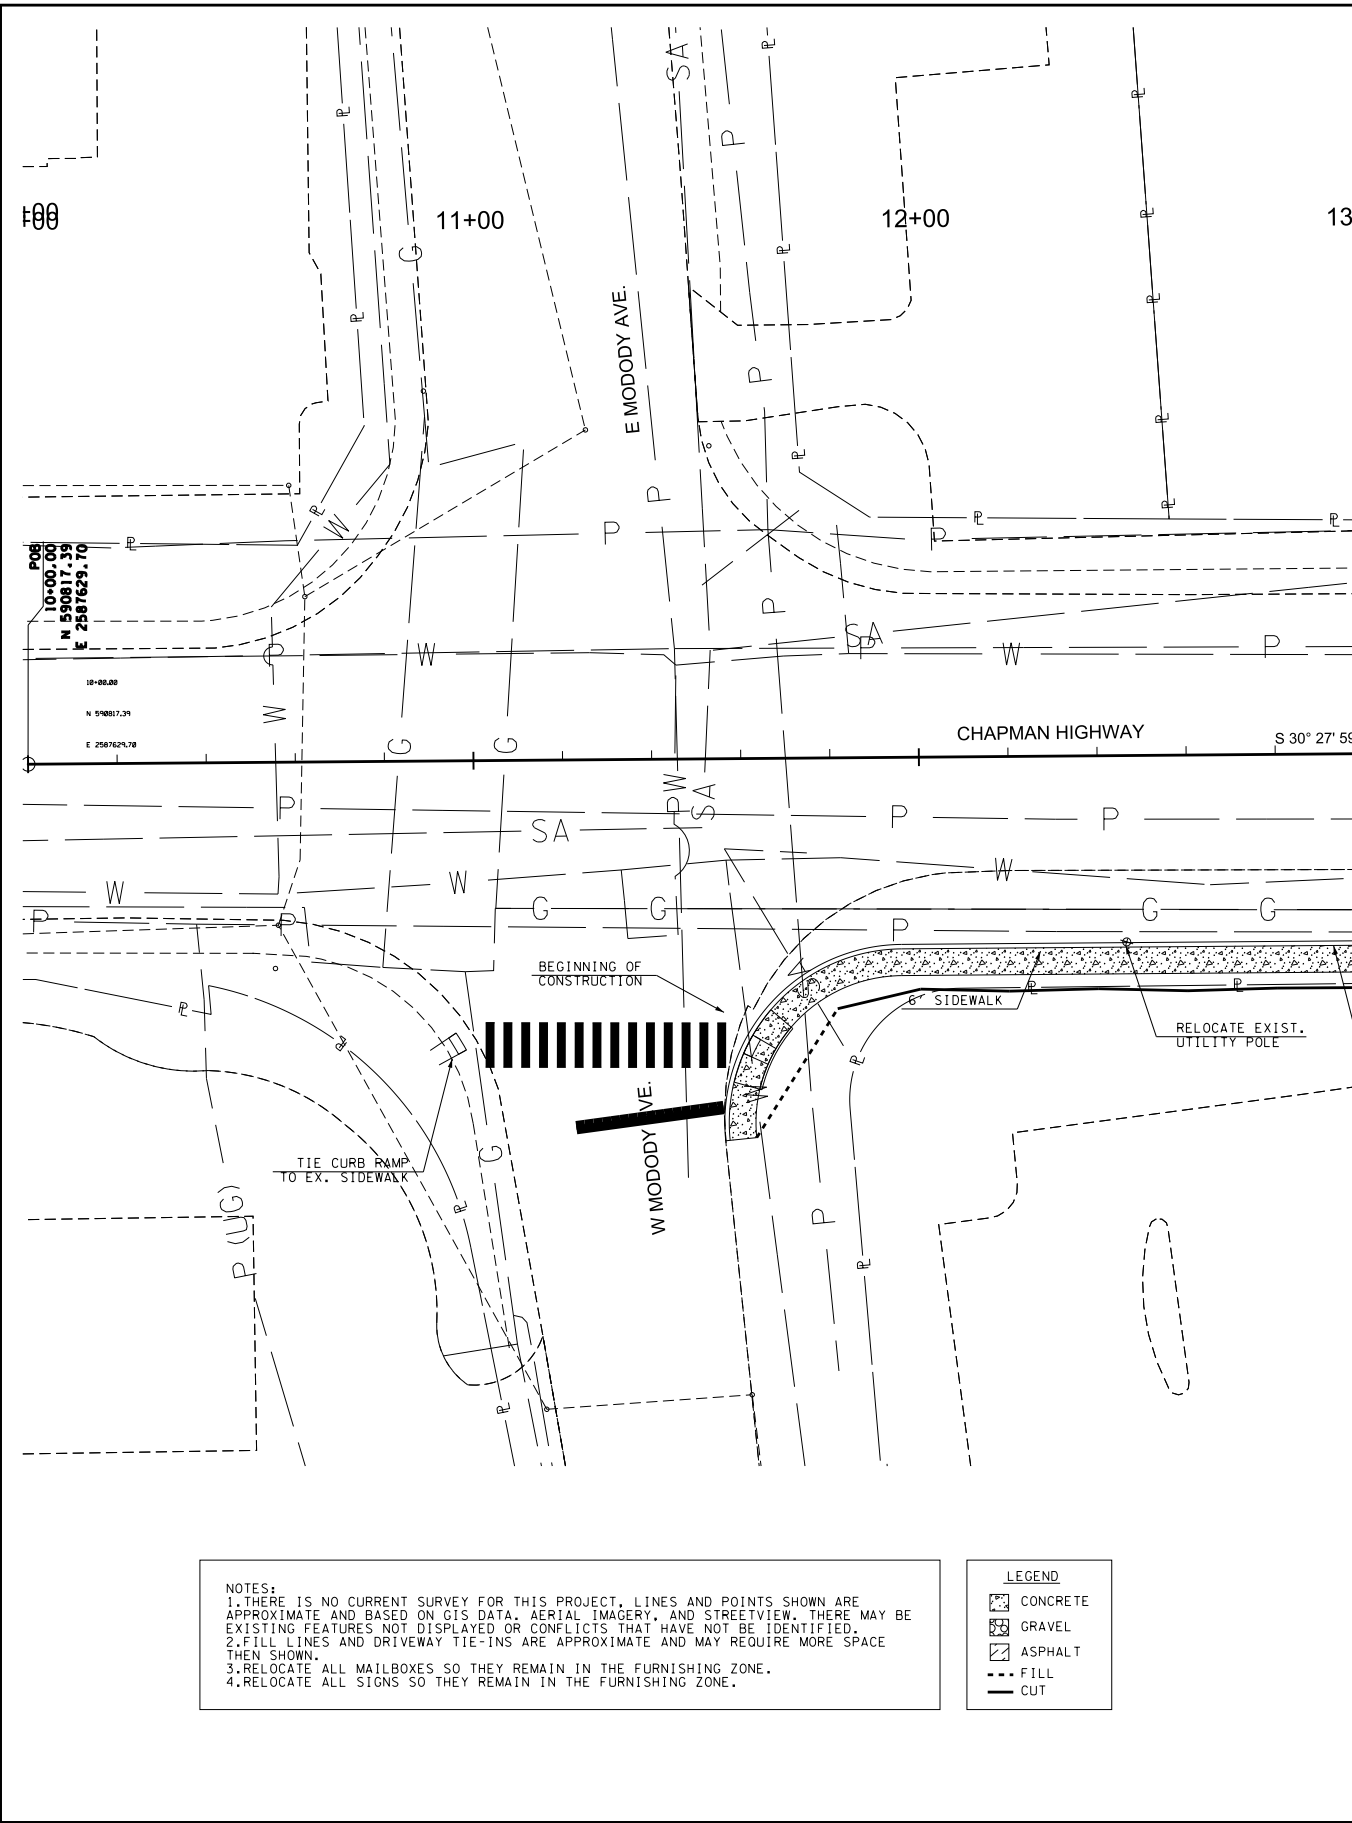 +00
11+00
12+00
13
E MODODY AVE.
POB
10+00.00
N 590817.39
E 2587629.70
10+00.00
N 590817.39
E 2587629.70
CHAPMAN HIGHWAY
S 30° 27' 59
SA
P
P
G
P
W
P
P
P
P
SA
P
W
W
P
W
G
G
PW
SA
P
P
P
SA
W
W
W
P
P
G
G
P
G
G
BEGINNING OF
CONSTRUCTION
6' SIDEWALK
RELOCATE EXIST.
UTILITY POLE
W
W MODODY AVE.
G
TIE CURB RAMP
TO EX. SIDEWALK
P (UG)
P
NOTES:
1.THERE IS NO CURRENT SURVEY FOR THIS PROJECT, LINES AND POINTS SHOWN ARE
APPROXIMATE AND BASED ON GIS DATA. AERIAL IMAGERY, AND STREETVIEW. THERE MAY BE
EXISTING FEATURES NOT DISPLAYED OR CONFLICTS THAT HAVE NOT BE IDENTIFIED.
2.FILL LINES AND DRIVEWAY TIE-INS ARE APPROXIMATE AND MAY REQUIRE MORE SPACE
THEN SHOWN.
3.RELOCATE ALL MAILBOXES SO THEY REMAIN IN THE FURNISHING ZONE.
4.RELOCATE ALL SIGNS SO THEY REMAIN IN THE FURNISHING ZONE.
LEGEND
CONCRETE
GRAVEL
ASPHALT
FILL
CUT